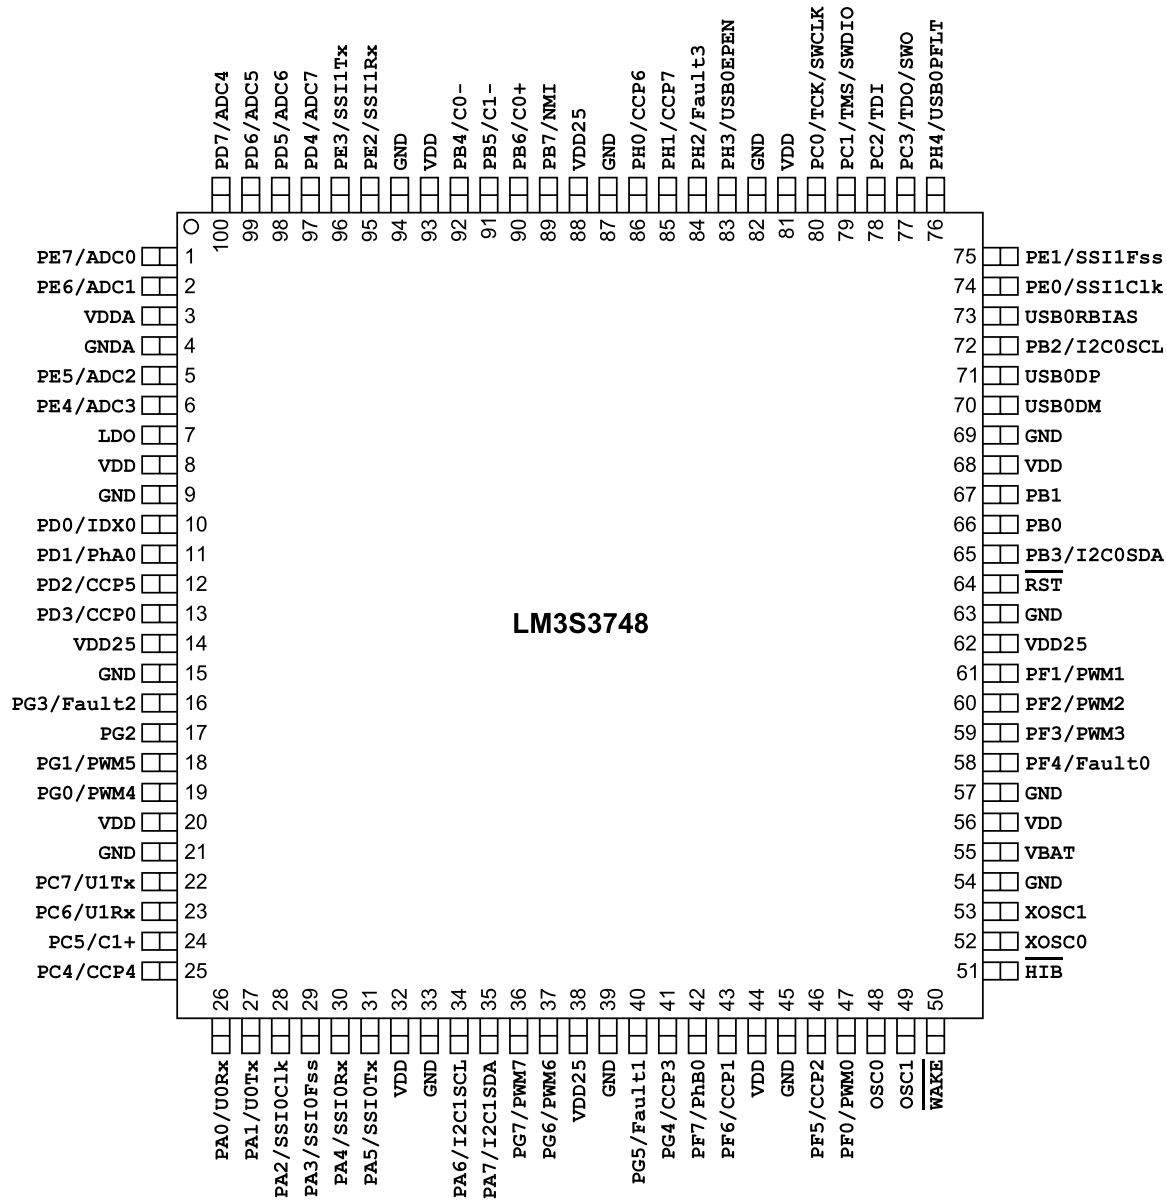 PD7/ADC4
PD6/ADC5
PD5/ADC6
PD4/ADC7
PE3/SSI1Tx
PE2/SSI1Rx
GND
VDD
PB4/C0-
PB5/C1-
PB6/C0+
PB7/NMI
VDD25
GND
PH0/CCP6
PH1/CCP7
PH2/Fault3
PH3/USB0EPEN
GND
VDD
PC0/TCK/SWCLK
PC1/TMS/SWDIO
PC2/TDI
PC3/TDO/SWO
PH4/USB0PFLT
100
99
98
97
96
95
94
93
92
91
90
89
88
87
86
85
84
83
82
81
80
79
78
77
76
PE7/ADC0 1
PE6/ADC1 2
VDDA 3
GNDA 4
PE5/ADC2 5
PE4/ADC3 6
LDO 7
VDD 8
GND 9
PD0/IDX0 10
PD1/PhA0 11
PD2/CCP5 12
PD3/CCP0 13
VDD25 14
GND 15
PG3/Fault2 16
PG2 17
PG1/PWM5 18
PG0/PWM4 19
VDD 20
GND 21
PC7/U1Tx 22
PC6/U1Rx 23
PC5/C1+ 24
PC4/CCP4 25
LM3S3748
75 PE1/SSI1Fss
74 PE0/SSI1Clk
73 USB0RBIAS
72 PB2/I2C0SCL
71 USB0DP
70 USB0DM
69 GND
68 VDD
67 PB1
66 PB0
65 PB3/I2C0SDA
64 RST
63 GND
62 VDD25
61 PF1/PWM1
60 PF2/PWM2
59 PF3/PWM3
58 PF4/Fault0
57 GND
56 VDD
55 VBAT
54 GND
53 XOSC1
52 XOSC0
51 HIB
26
27
28
29
30
31
32
33
34
35
36
37
38
39
40
41
42
43
44
45
46
47
48
49
50
PA0/U0Rx
PA1/U0Tx
PA2/SSI0Clk
PA3/SSI0Fss
PA4/SSI0Rx
PA5/SSI0Tx
VDD
GND
PA6/I2C1SCL
PA7/I2C1SDA
PG7/PWM7
PG6/PWM6
VDD25
GND
PG5/Fault1
PG4/CCP3
PF7/PhB0
PF6/CCP1
VDD
GND
PF5/CCP2
PF0/PWM0
OSC0
OSC1
WAKE